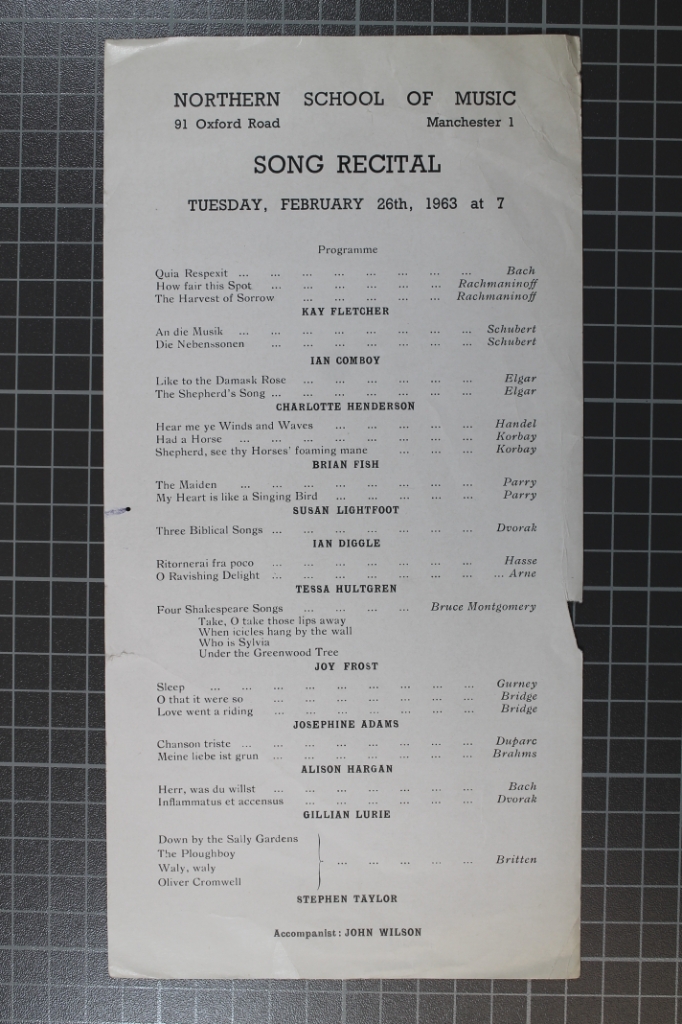 NORTHERN SCHOOL OF MUSIC
91 Oxford Road Manchester 1
SONG RECITAL
TUESDAY, FEBRUARY 26th, 1963 at 7
Programme
Quia Respexit ... ... ... ... ... ... ... ... Bach
How fair this Spot ... ... ... ... ... ... Rachmaninoff
The Harvest of Sorrow ... ... ... ... ... Rachmaninoff
KAY FLETCHER
An die Musik ... ... ... ... ... ... ... ... Schubert
Die Nebenssonen ... ... ... ... ... ... ... Schubert
IAN COMBOY
Like to the Damask Rose ... ... ... ... ... ... Elgar
The Shepherd's Song ... ... ... ... ... ... ... Elgar
CHARLOTTE HENDERSON
Hear me ye Winds and Waves ... ... ... ... ... Handel
Had a Horse ... ... ... ... ... ... ... ... Korbay
Shepherd, see thy Horses' foaming mane ... ... ... Korbay
BRIAN FISH
The Maiden ... ... ... ... ... ... ... ... Parry
My Heart is like a Singing Bird ... ... ... ... ... Parry
SUSAN LIGHTFOOT
Three Biblical Songs ... ... ... ... ... ... ... Dvorak
IAN DIGGLE
Ritornerai fra poco ... ... ... ... ... ... ... Hasse
O Ravishing Delight ... ... ... ... ... ... ... ... Arne
TESSA HULTGREN
Four Shakespeare Songs ... ... ... ... Bruce Montgomery
Take, O take those lips away
When icicles hang by the wall
Who is Sylvia
Under the Greenwood Tree
JOY FROST
Sleep ... ... ... ... ... ... ... ... ... Gurney
O that it were so ... ... ... ... ... ... ... Bridge
Love went a riding ... ... ... ... ... ... ... Bridge
JOSEPHINE ADAMS
Chanson triste ... ... ... ... ... ... ... ... Duparc
Meine liebe ist grun ... ... ... ... ... ... ... Brahms
ALISON HARGAN
Herr, was du willst ... ... ... ... ... ... ... Bach
Inflammatus et accensus ... ... ... ... ... ... Dvorak
GILLIAN LURIE
Down by the Saily Gardens
The Ploughboy
Waly, waly ... ... ... ... ... Britten
Oliver Cromwell
STEPHEN TAYLOR
Accompanist: JOHN WILSON